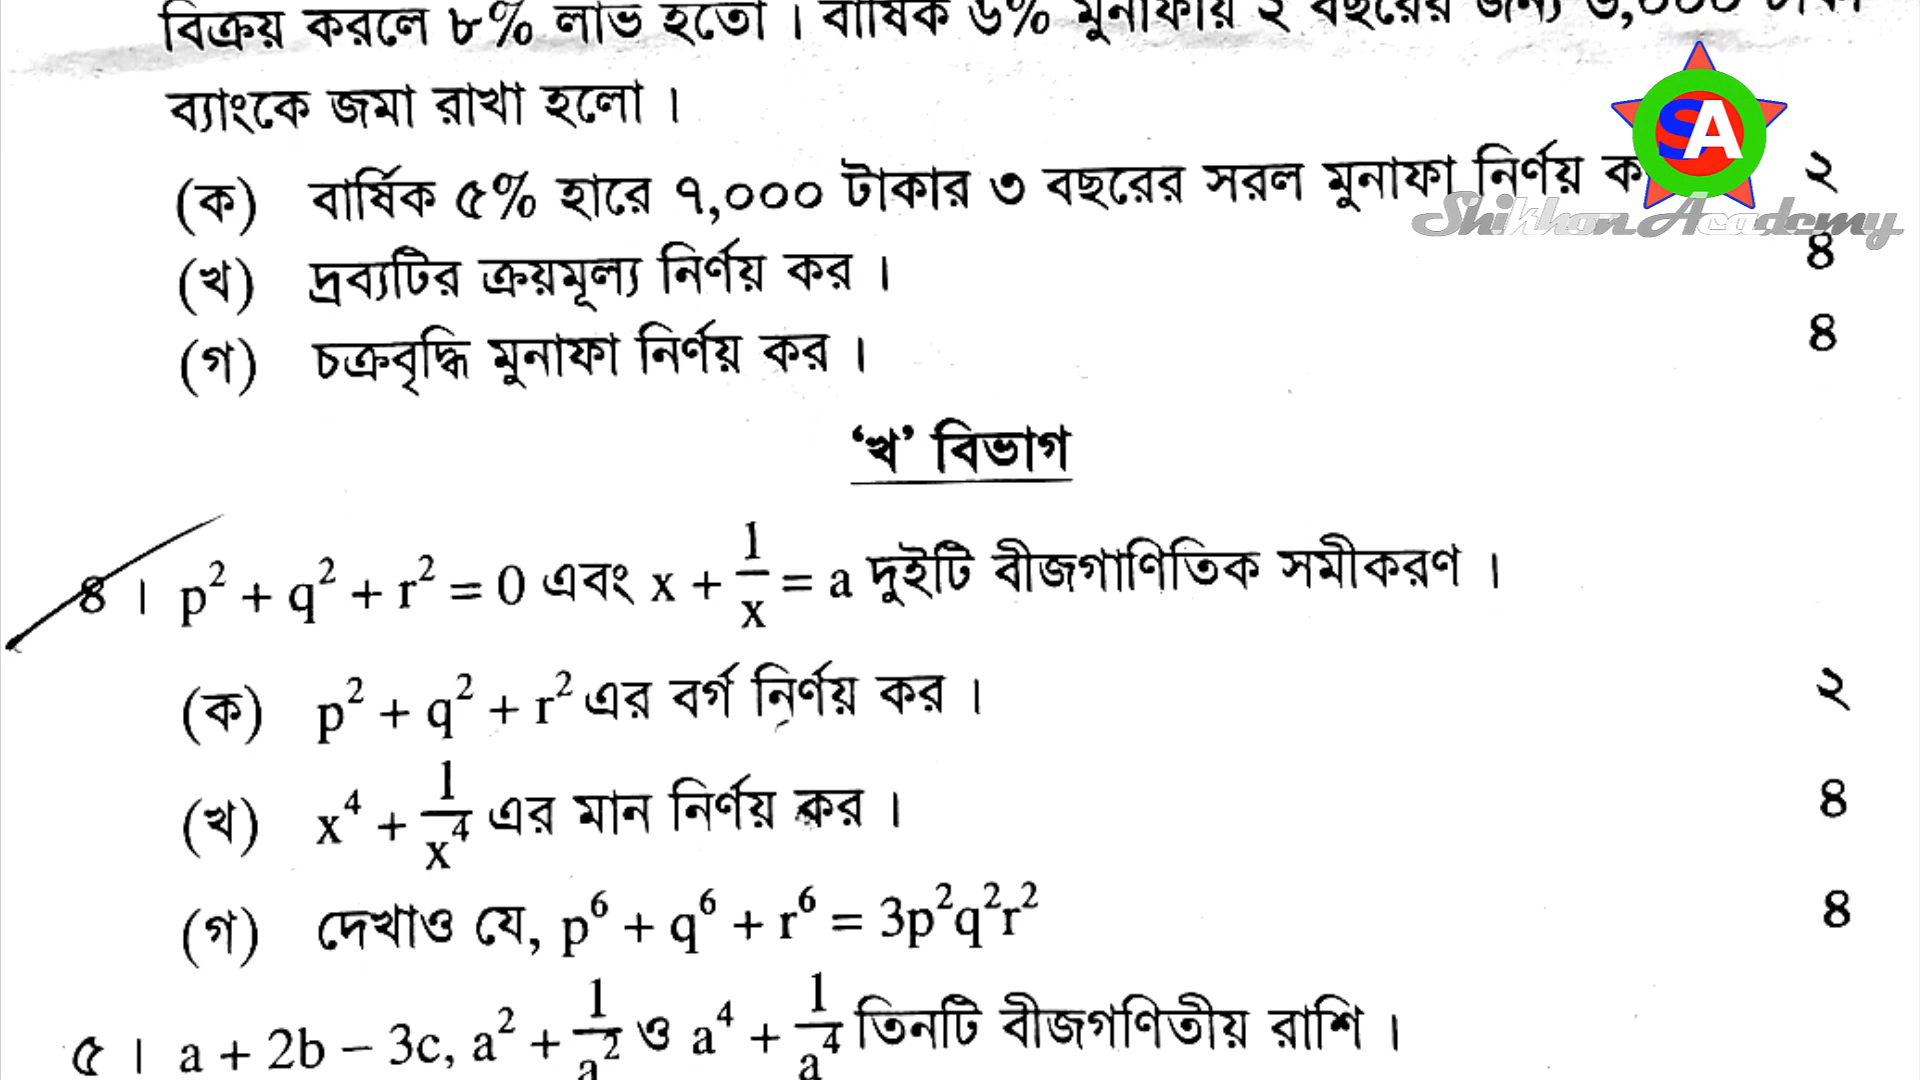 বিক্রয় করলে ৮% লাভ হতো । বার্ষিক ৬% মুনাফায় ২ বছরের জন্য
ব্যাংকে জমা রাখা হলো ।
SA
(ক) বার্ষিক ৫% হারে ৭,০০০ টাকার ৩ বছরের সরল মুনাফা নির্ণয় ক ২
Shikhon Academy
(খ) দ্রব্যটির ক্রয়মূল্য নির্ণয় কর । ৪
(গ) চক্রবৃদ্ধি মুনাফা নির্ণয় কর । ৪
‘খ’ বিভাগ
৪ । p² + q² + r² = 0 এবং x + 1/x = a দুইটি বীজগাণিতিক সমীকরণ ।
(ক) p² + q² + r² এর বর্গ নির্ণয় কর । ২
(খ) x⁴ + 1/x⁴ এর মান নির্ণয় কর । ৪
(গ) দেখাও যে, p⁶ + q⁶ + r⁶ = 3p²q²r² ৪
৫ । a + 2b – 3c, a² + 1/a² ও a⁴ + 1/a⁴ তিনটি বীজগণিতীয় রাশি ।